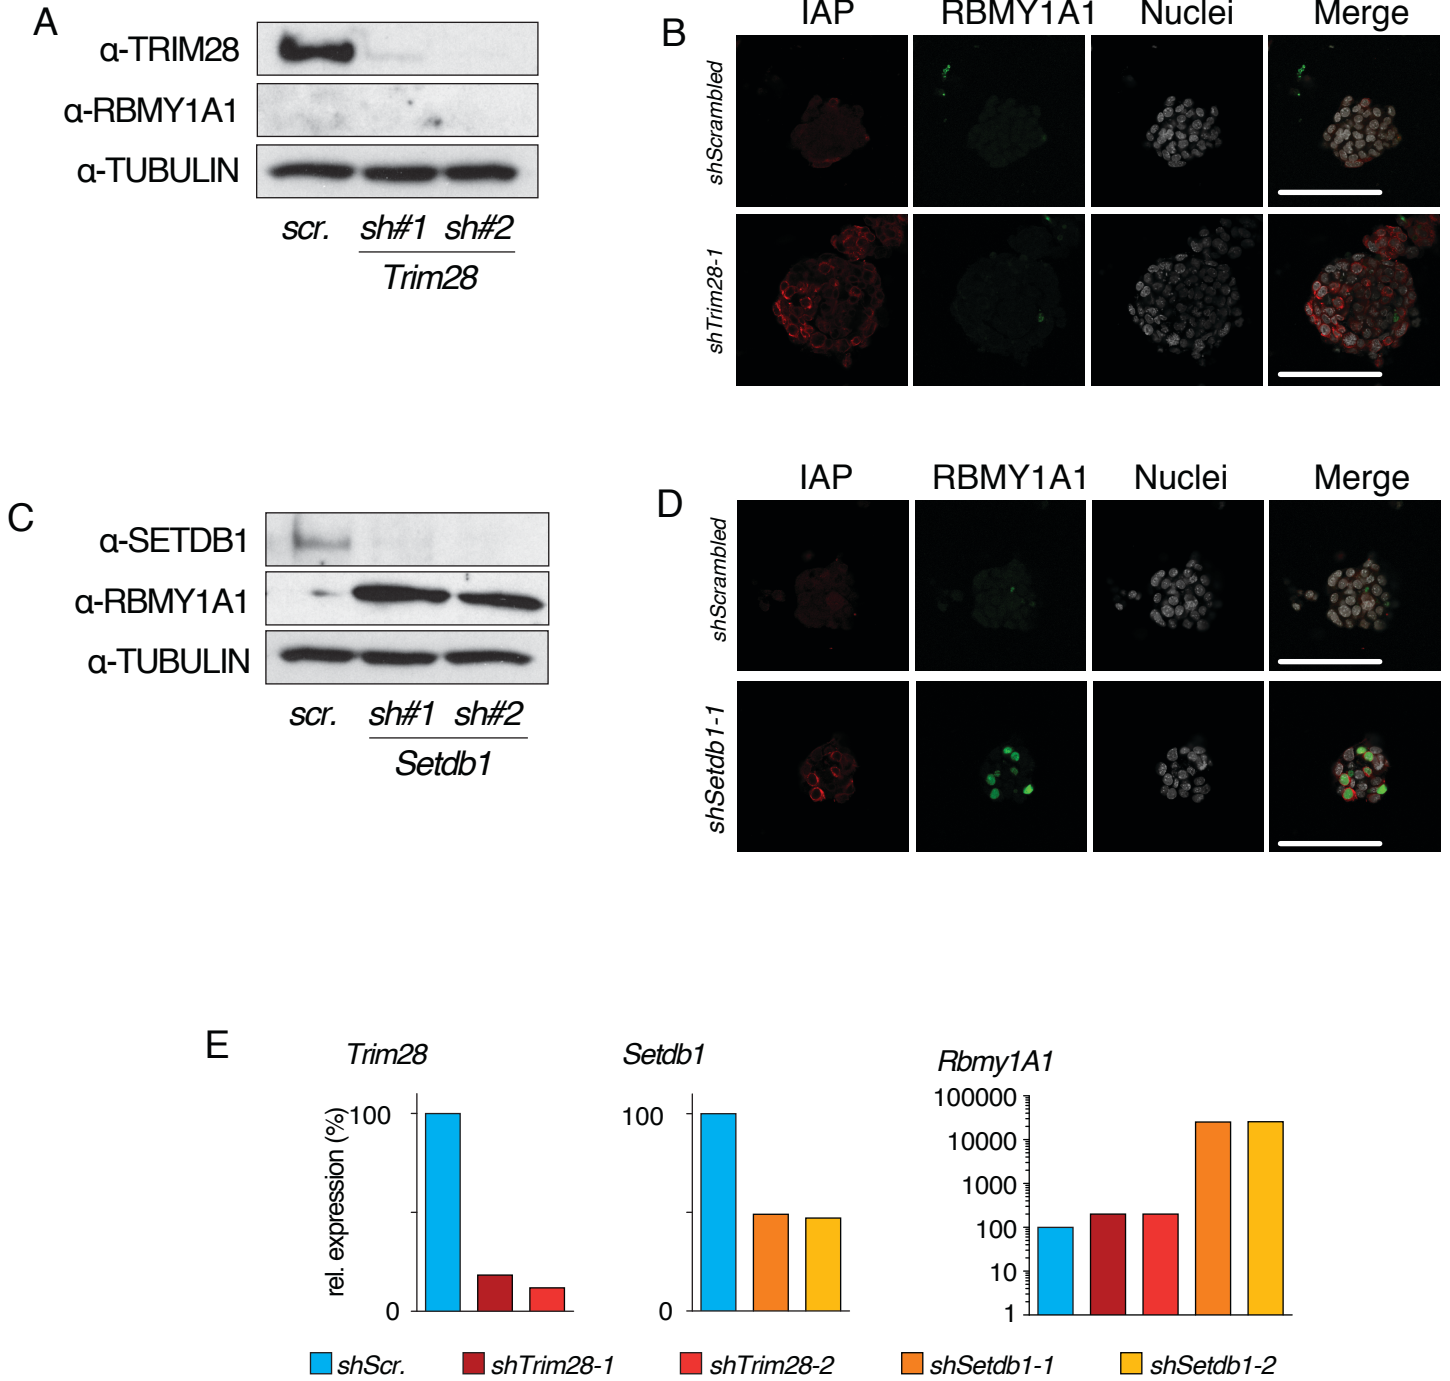 A
α-TRIM28
α-RBMY1A1
α-TUBULIN
scr. sh#1 sh#2
Trim28
B
IAP RBMY1A1 Nuclei Merge
shScrambled
shTrim28-1
C
α-SETDB1
α-RBMY1A1
α-TUBULIN
scr. sh#1 sh#2
Setdb1
D
IAP RBMY1A1 Nuclei Merge
shScrambled
shSetdb1-1
E
Trim28
rel. expression (%)
100
0
Setdb1
100
0
Rbmy1A1
100000
10000
1000
100
10
1
shScr. shTrim28-1 shTrim28-2 shSetdb1-1 shSetdb1-2